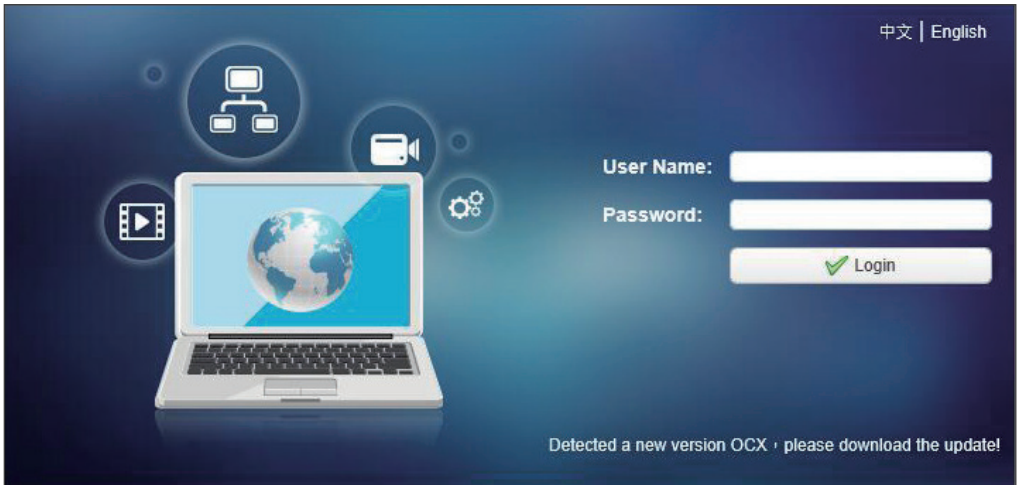 中文 | English
User Name:
Password:
Login
Detected a new version OCX，please download the update!